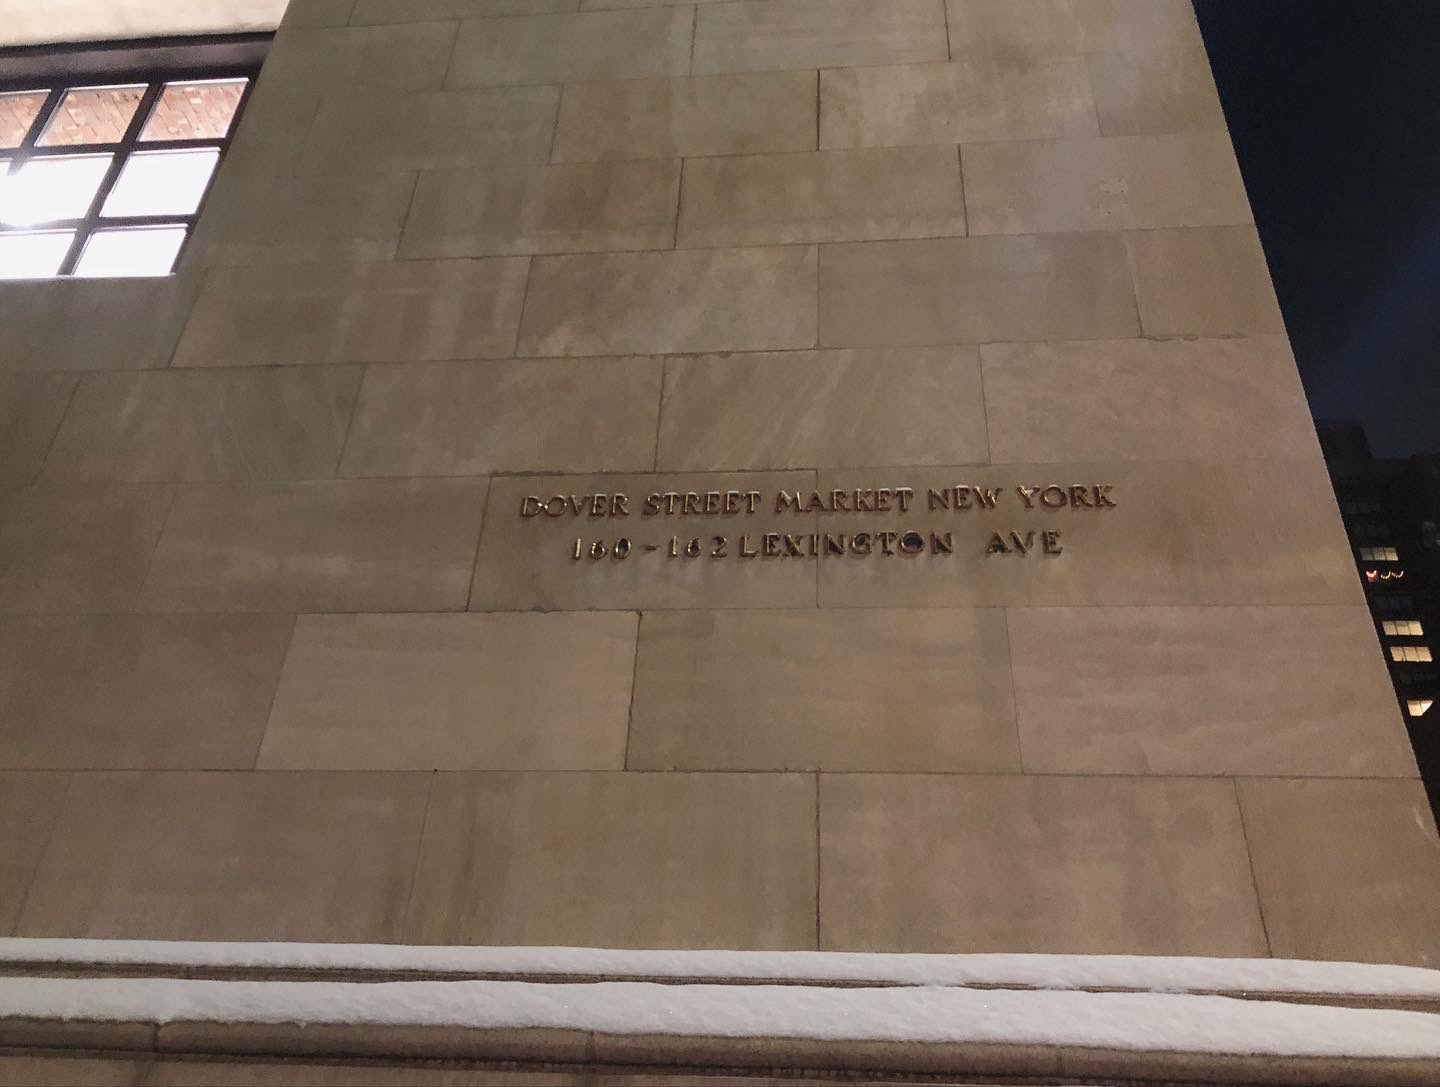 DOVER STREET MARKET NEW YORK
160-162 LEXINGTON AVE